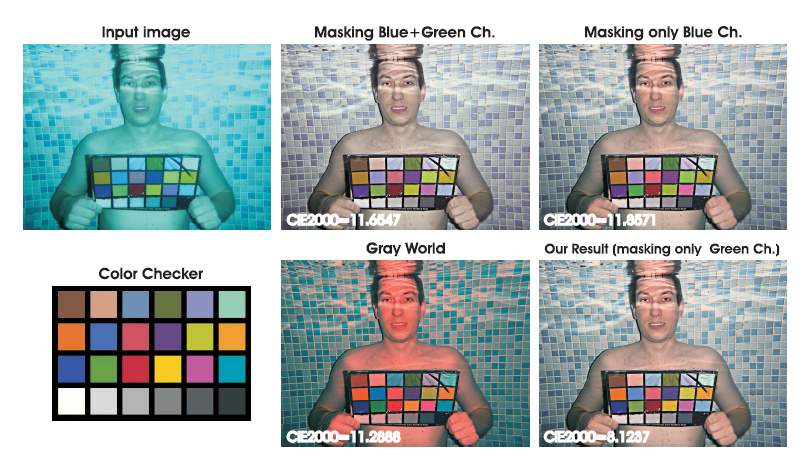 Input image
Masking Blue+Green Ch.
Masking only Blue Ch.
CIE2000=11.6547
CIE2000=11.8571
Color Checker
Gray World
Our Result (masking only Green Ch.)
CIE2000=11.2888
CIE2000=8.1237